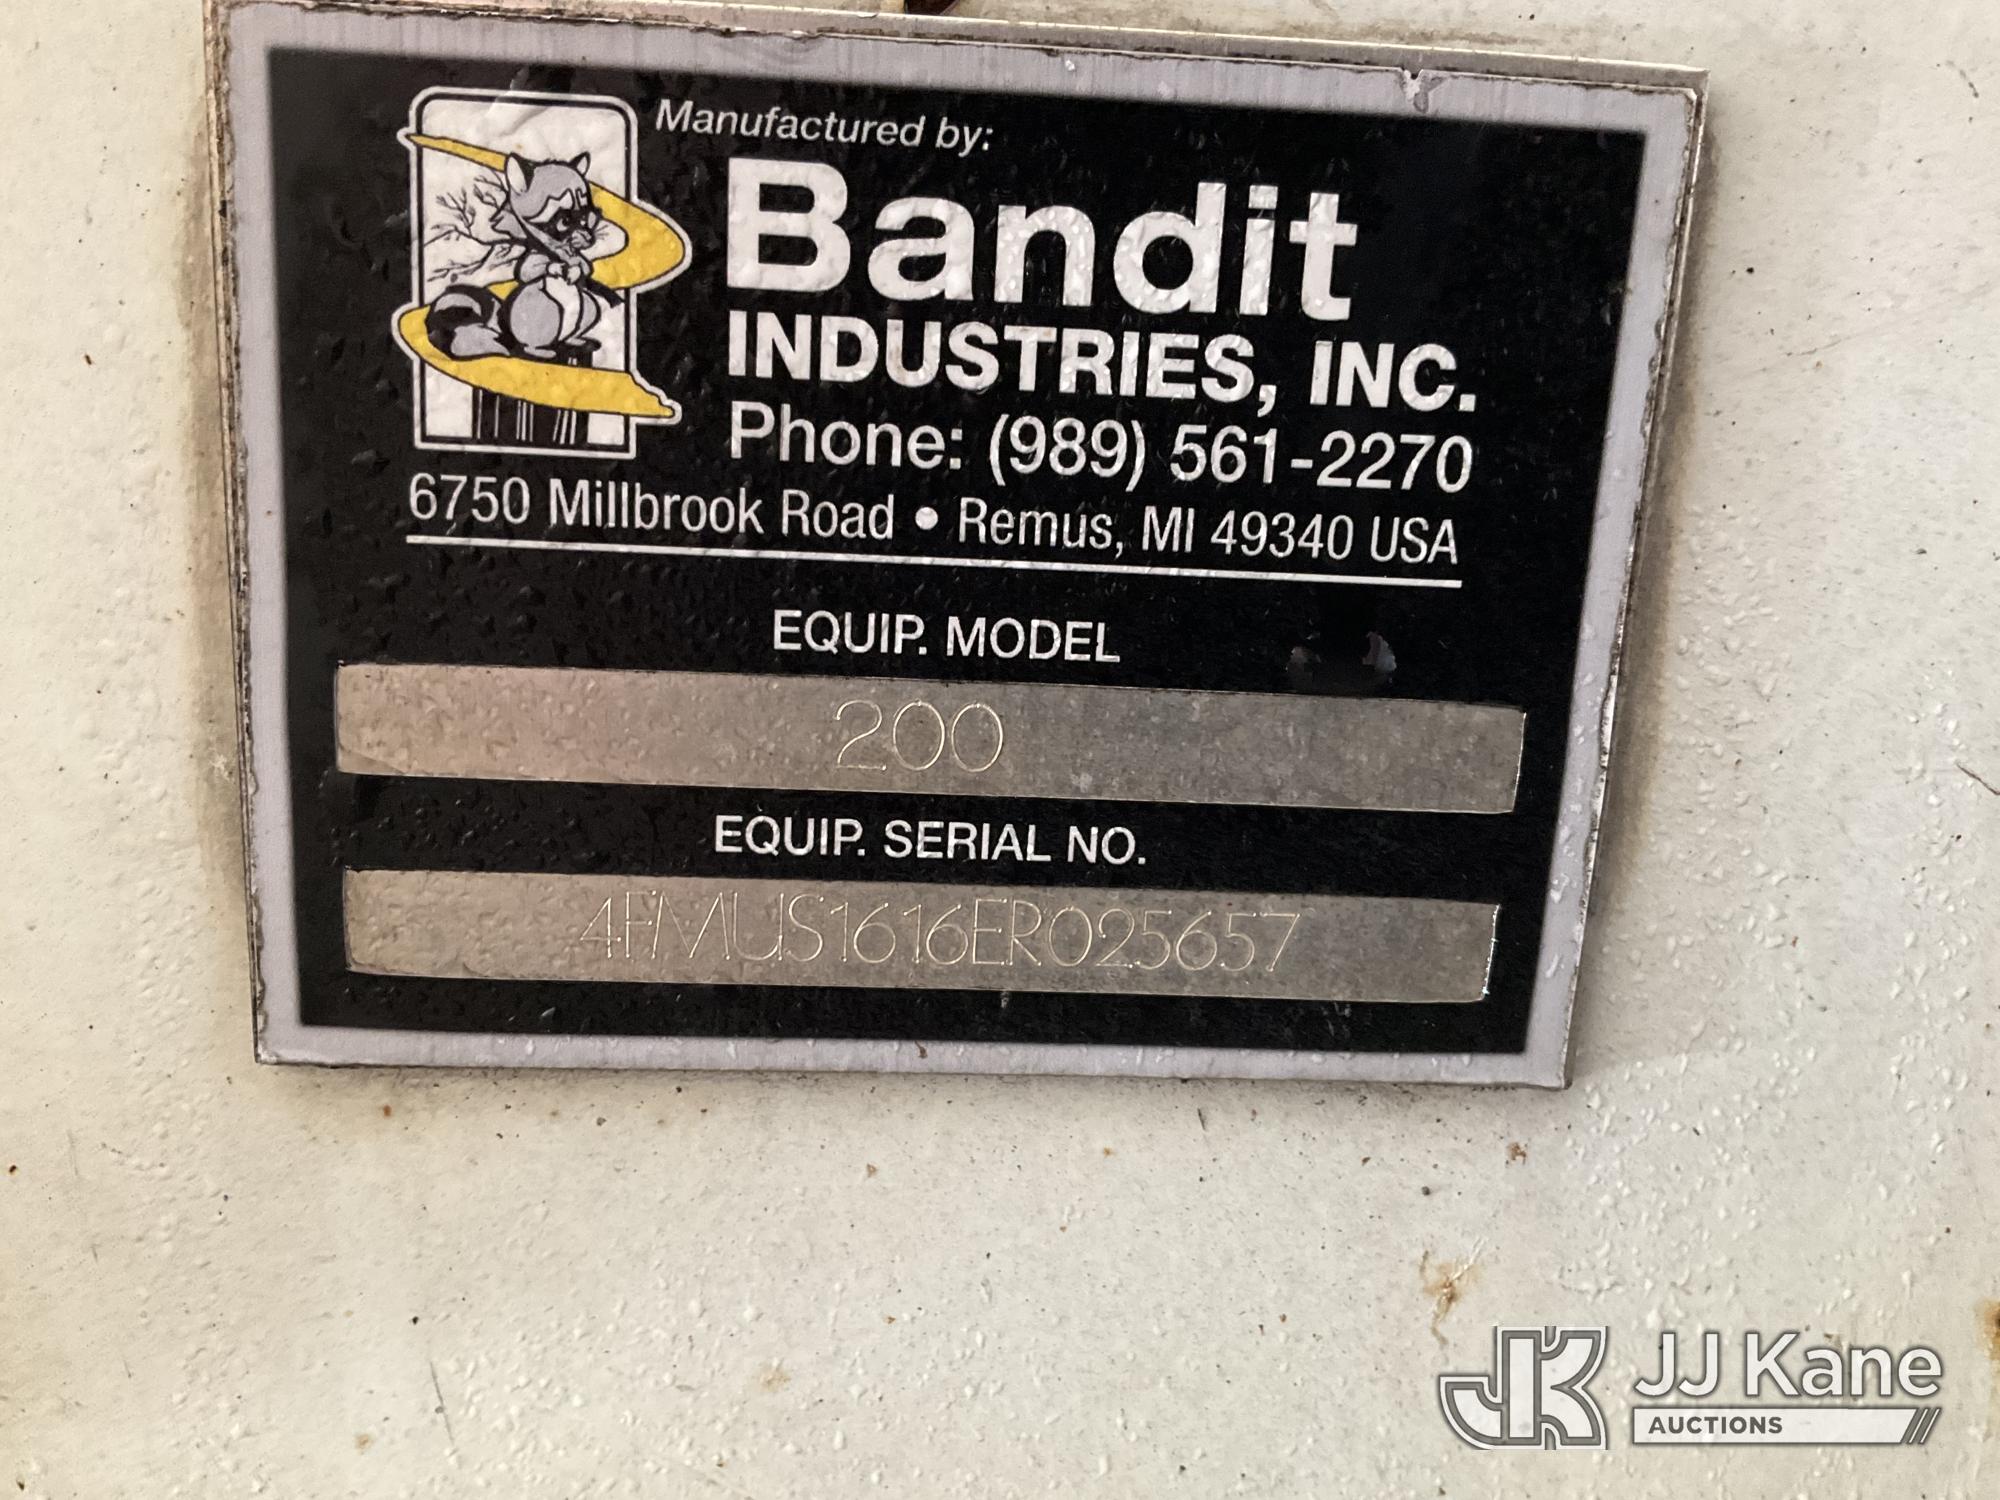 Manufactured by:
Bandit
INDUSTRIES, INC.
Phone: (989) 561-2270
6750 Millbrook Road • Remus, MI 49340 USA
EQUIP. MODEL
200
EQUIP. SERIAL NO.
4FMUS1616ER025657
JK JJ Kane
AUCTIONS